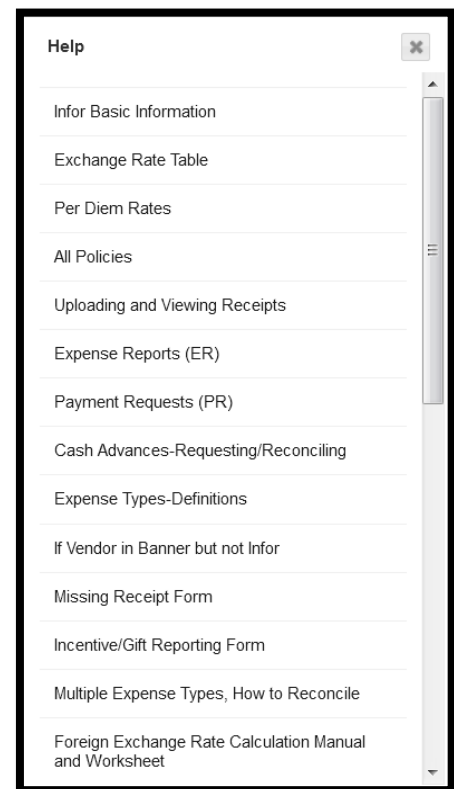 Help
Infor Basic Information
Exchange Rate Table
Per Diem Rates
All Policies
Uploading and Viewing Receipts
Expense Reports (ER)
Payment Requests (PR)
Cash Advances-Requesting/Reconciling
Expense Types-Definitions
If Vendor in Banner but not Infor
Missing Receipt Form
Incentive/Gift Reporting Form
Multiple Expense Types, How to Reconcile
Foreign Exchange Rate Calculation Manual
and Worksheet